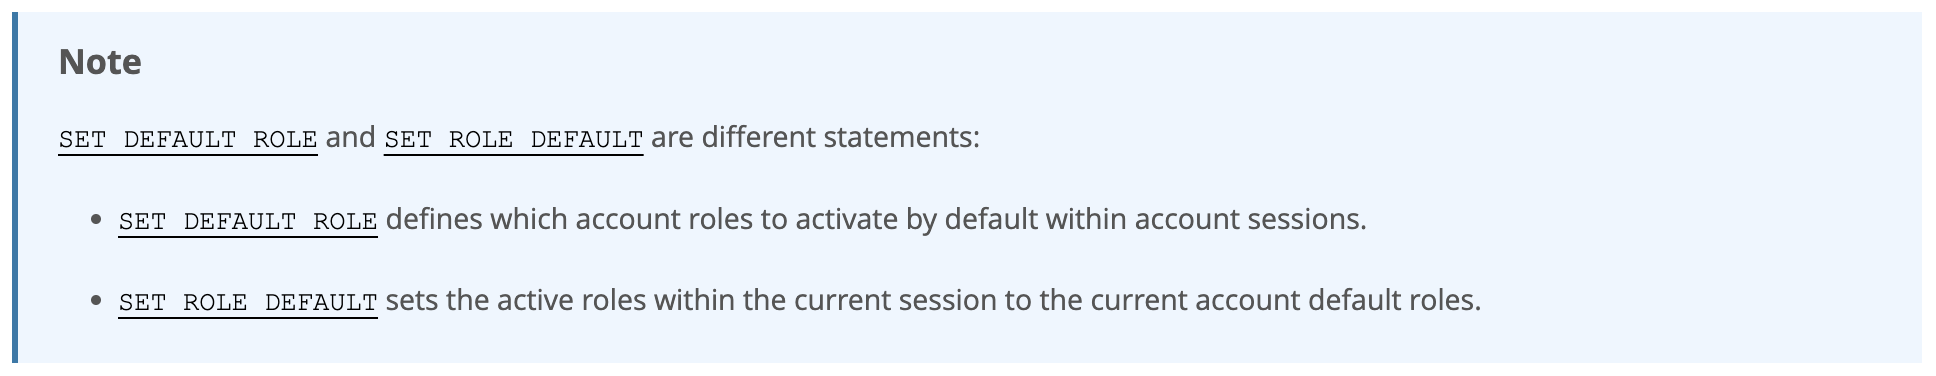 Note
SET DEFAULT ROLE and SET ROLE DEFAULT are different statements:
• SET DEFAULT ROLE defines which account roles to activate by default within account sessions.
• SET ROLE DEFAULT sets the active roles within the current session to the current account default roles.